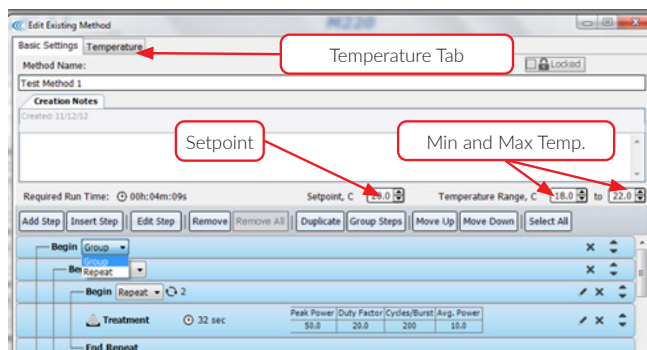 Edit Existing Method M220
Basic Settings Temperature
Temperature Tab
Method Name: Locked
Test Method 1
Creation Notes
Created: 11/12/12
Setpoint Min and Max Temp.
Required Run Time: 00h:04m:09s Setpoint, C 20.0 Temperature Range, C 18.0 to 22.0
Add Step Insert Step Edit Step Remove Remove All Duplicate Group Steps Move Up Move Down Select All
Begin Group
Group
Repeat
Begin Repeat 2
Peak Power Duty Factor Cycles/Burst Avg. Power
Treatment 32 sec 50.0 20.0 200 10.0
End Repeat